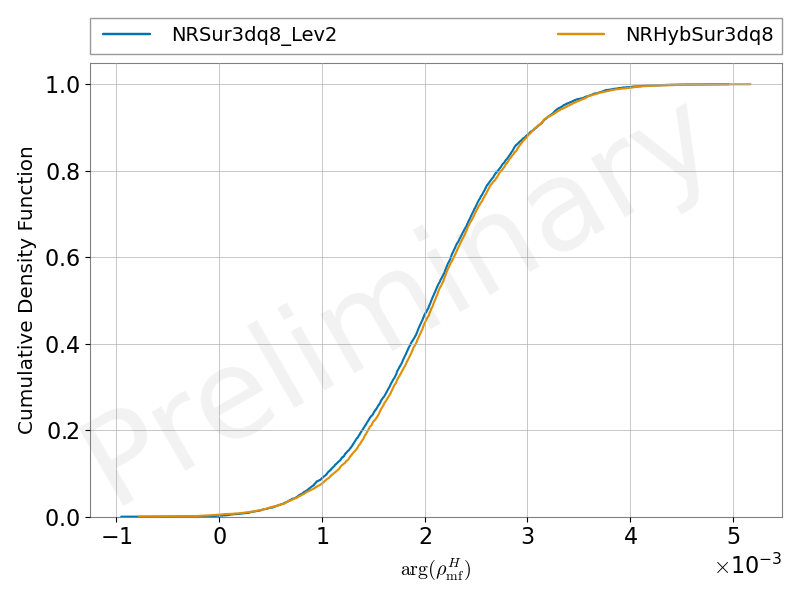 NRSur3dq8_Lev2 NRHybSur3dq8
Cumulative Density Function
1.0
0.8
0.6
0.4
0.2
0.0
Preliminary
−1 0 1 2 3 4 5
×10⁻³
arg(ρ_mf^H)